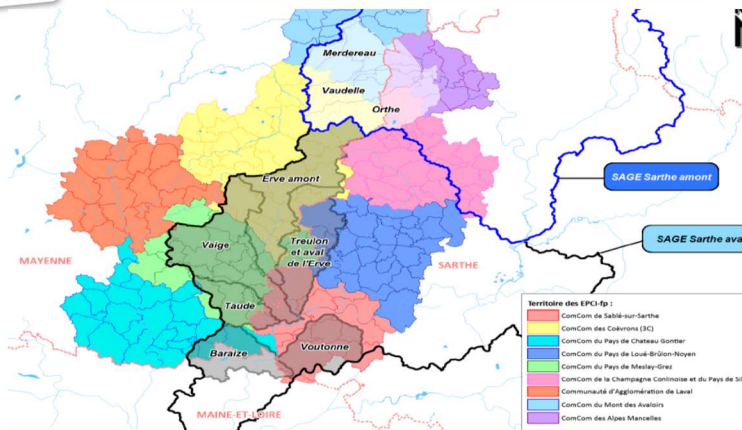 Merdereau
Vaudelle
Orthe
Erve amont
SAGE Sarthe amont
Vaige
Treulon
et aval
de l'Erve
SAGE Sarthe ava
MAYENNE
SARTHE
Taude
Baraize
Voutonne
MAINE-ET-LOIRE
Territoire des EPCI-fp :
ComCom de Sablé-sur-Sarthe
ComCom des Coëvrons (3C)
ComCom du Pays de Chateau Gontier
ComCom du Pays de Loué-Brûlon-Noyen
ComCom du Pays de Meslay-Grez
ComCom de la Champagne Conlinoise et du Pays de Sil
Communauté d'Agglomération de Laval
ComCom du Mont des Avaloirs
ComCom des Alpes Mancelles